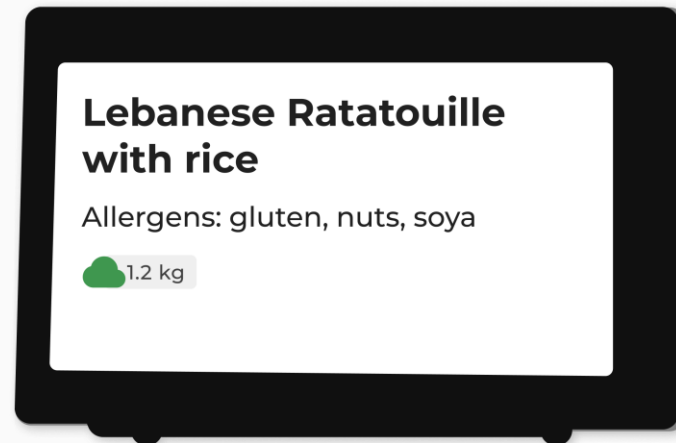 Lebanese Ratatouille
with rice
Allergens: gluten, nuts, soya
1.2 kg